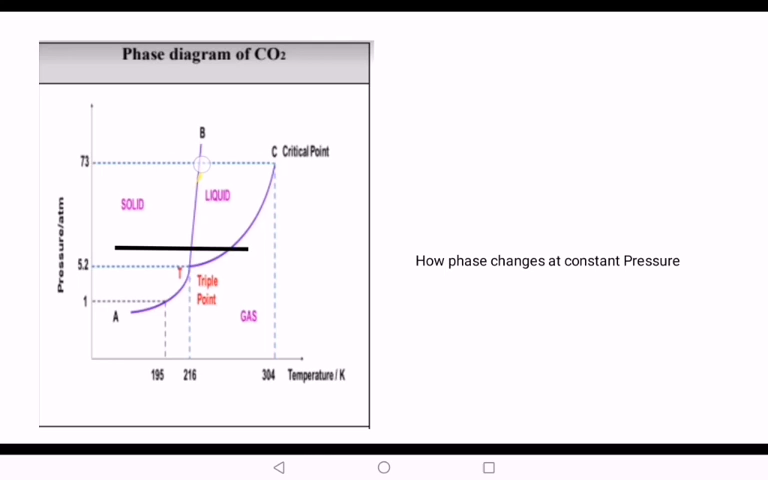 Phase diagram of CO2
B
73
C Critical Point
SOLID
LIQUID
Pressure/atm
5.2
T
Triple
Point
1
A
GAS
195 216 304 Temperature / K
How phase changes at constant Pressure